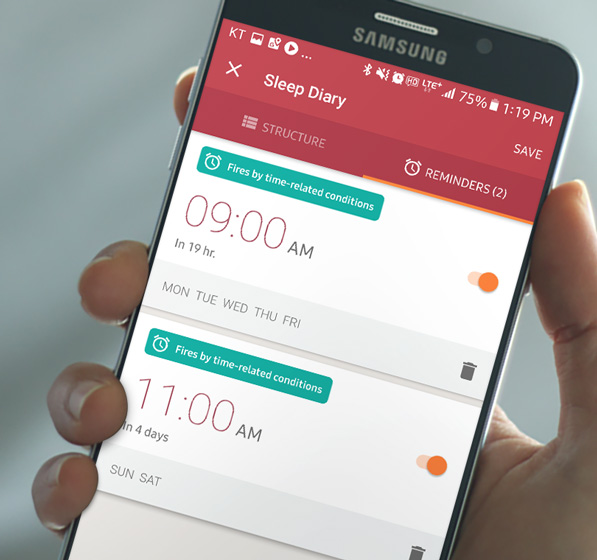 SAMSUNG
KT ... HD LTE+ 75% 1:19 PM
Sleep Diary
SAVE
STRUCTURE
REMINDERS (2)
Fires by time-related conditions
09:00 AM
In 19 hr.
MON TUE WED THU FRI
Fires by time-related conditions
11:00 AM
In 4 days
SUN SAT